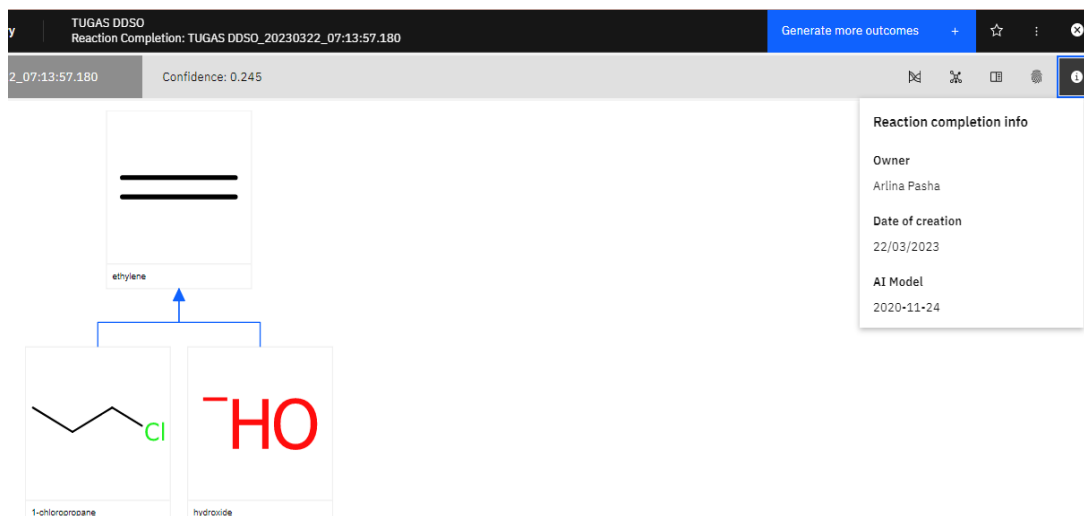 y
TUGAS DDSO
Reaction Completion: TUGAS DDSO_20230322_07:13:57.180
Generate more outcomes +
2_07:13:57.180
Confidence: 0.245
Reaction completion info
Owner
Arlina Pasha
Date of creation
22/03/2023
AI Model
2020-11-24
ethylene
Cl
⁻HO
1-chloropropane
hydroxide